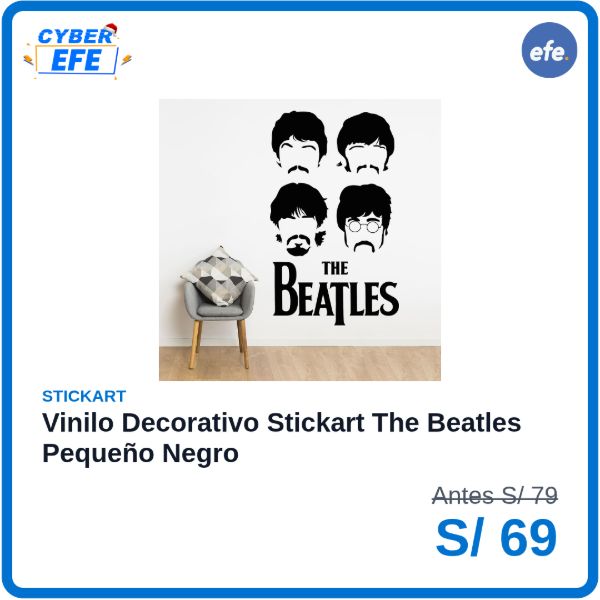 CYBER
EFE
efe.
THE
BEATLES
STICKART
Vinilo Decorativo Stickart The Beatles
Pequeño Negro
Antes S/ 79
S/ 69